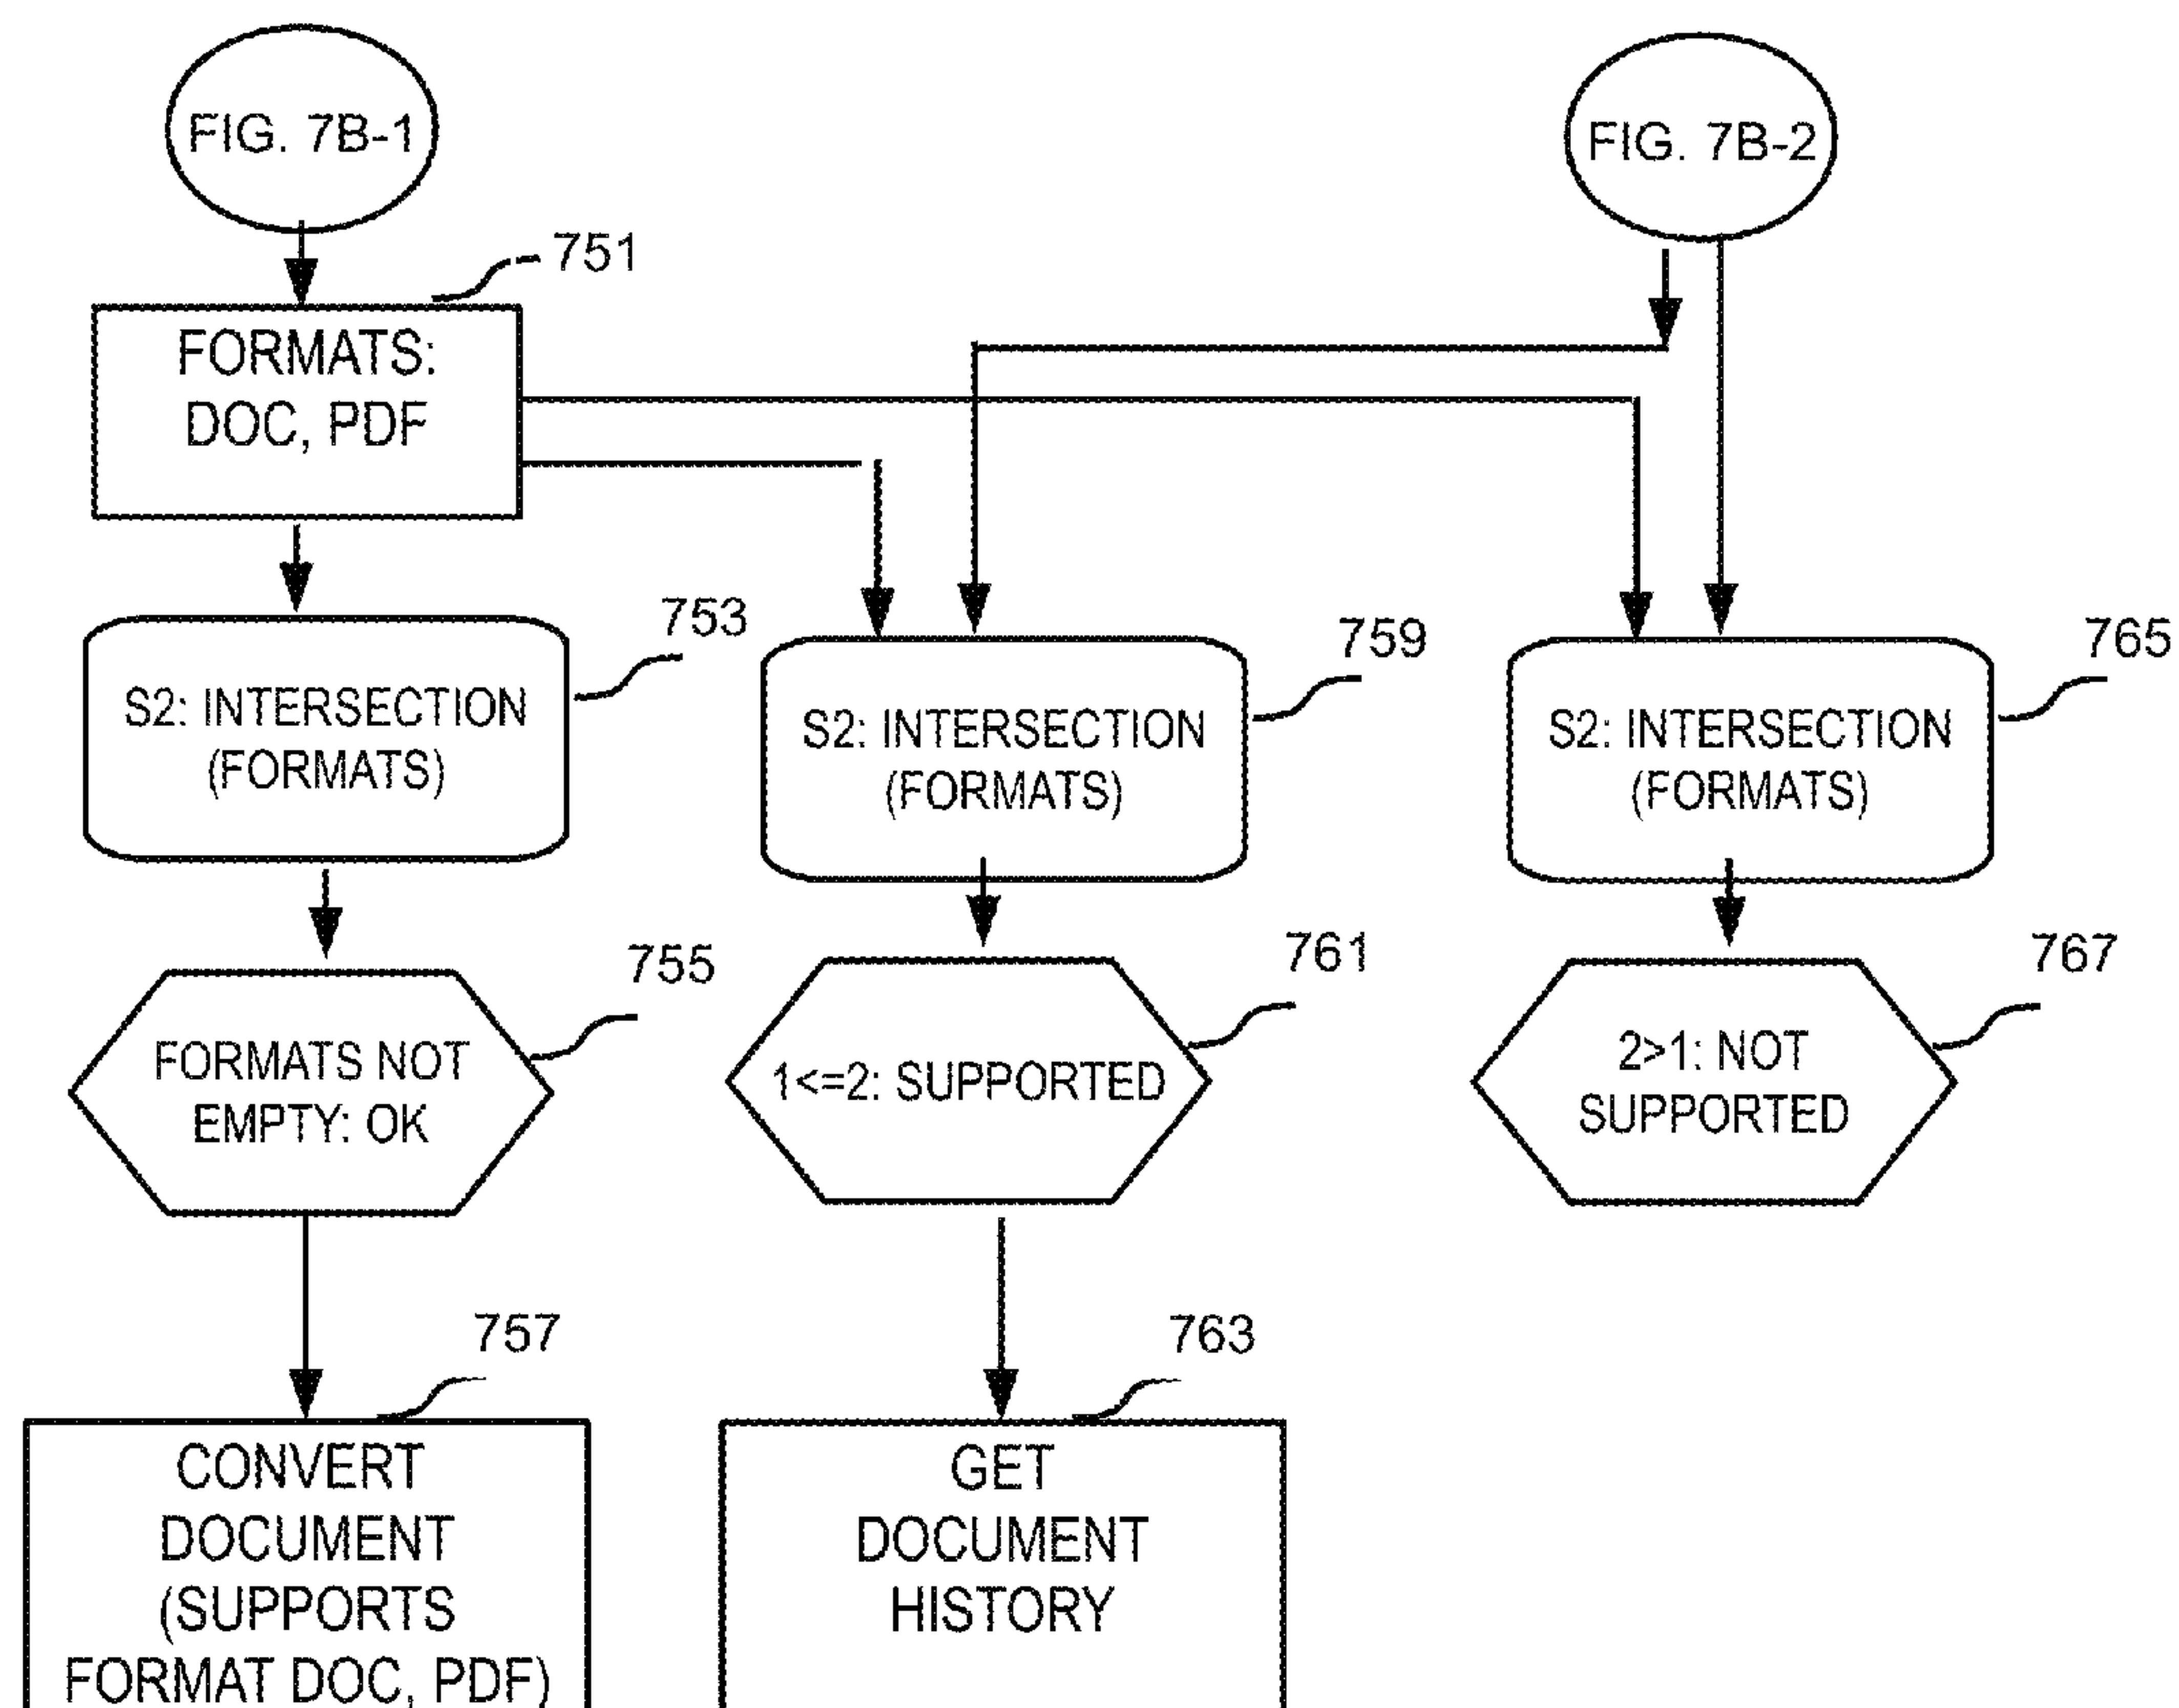 FIG. 7B-1
FIG. 7B-2
751
FORMATS:
DOC, PDF
753
S2: INTERSECTION
(FORMATS)
759
S2: INTERSECTION
(FORMATS)
765
S2: INTERSECTION
(FORMATS)
755
FORMATS NOT
EMPTY: OK
761
1<=2: SUPPORTED
767
2>1: NOT
SUPPORTED
757
CONVERT
DOCUMENT
(SUPPORTS
FORMAT DOC, PDF)
763
GET
DOCUMENT
HISTORY